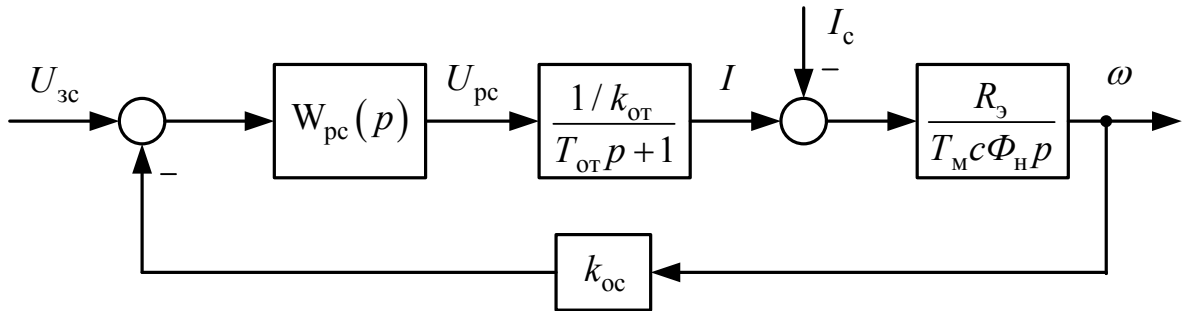 I_с
U_зс
−
W_рс(p)
U_рс
1 / k_от
T_от p + 1
I
−
R_э
T_м cΦ_н p
ω
−
k_ос